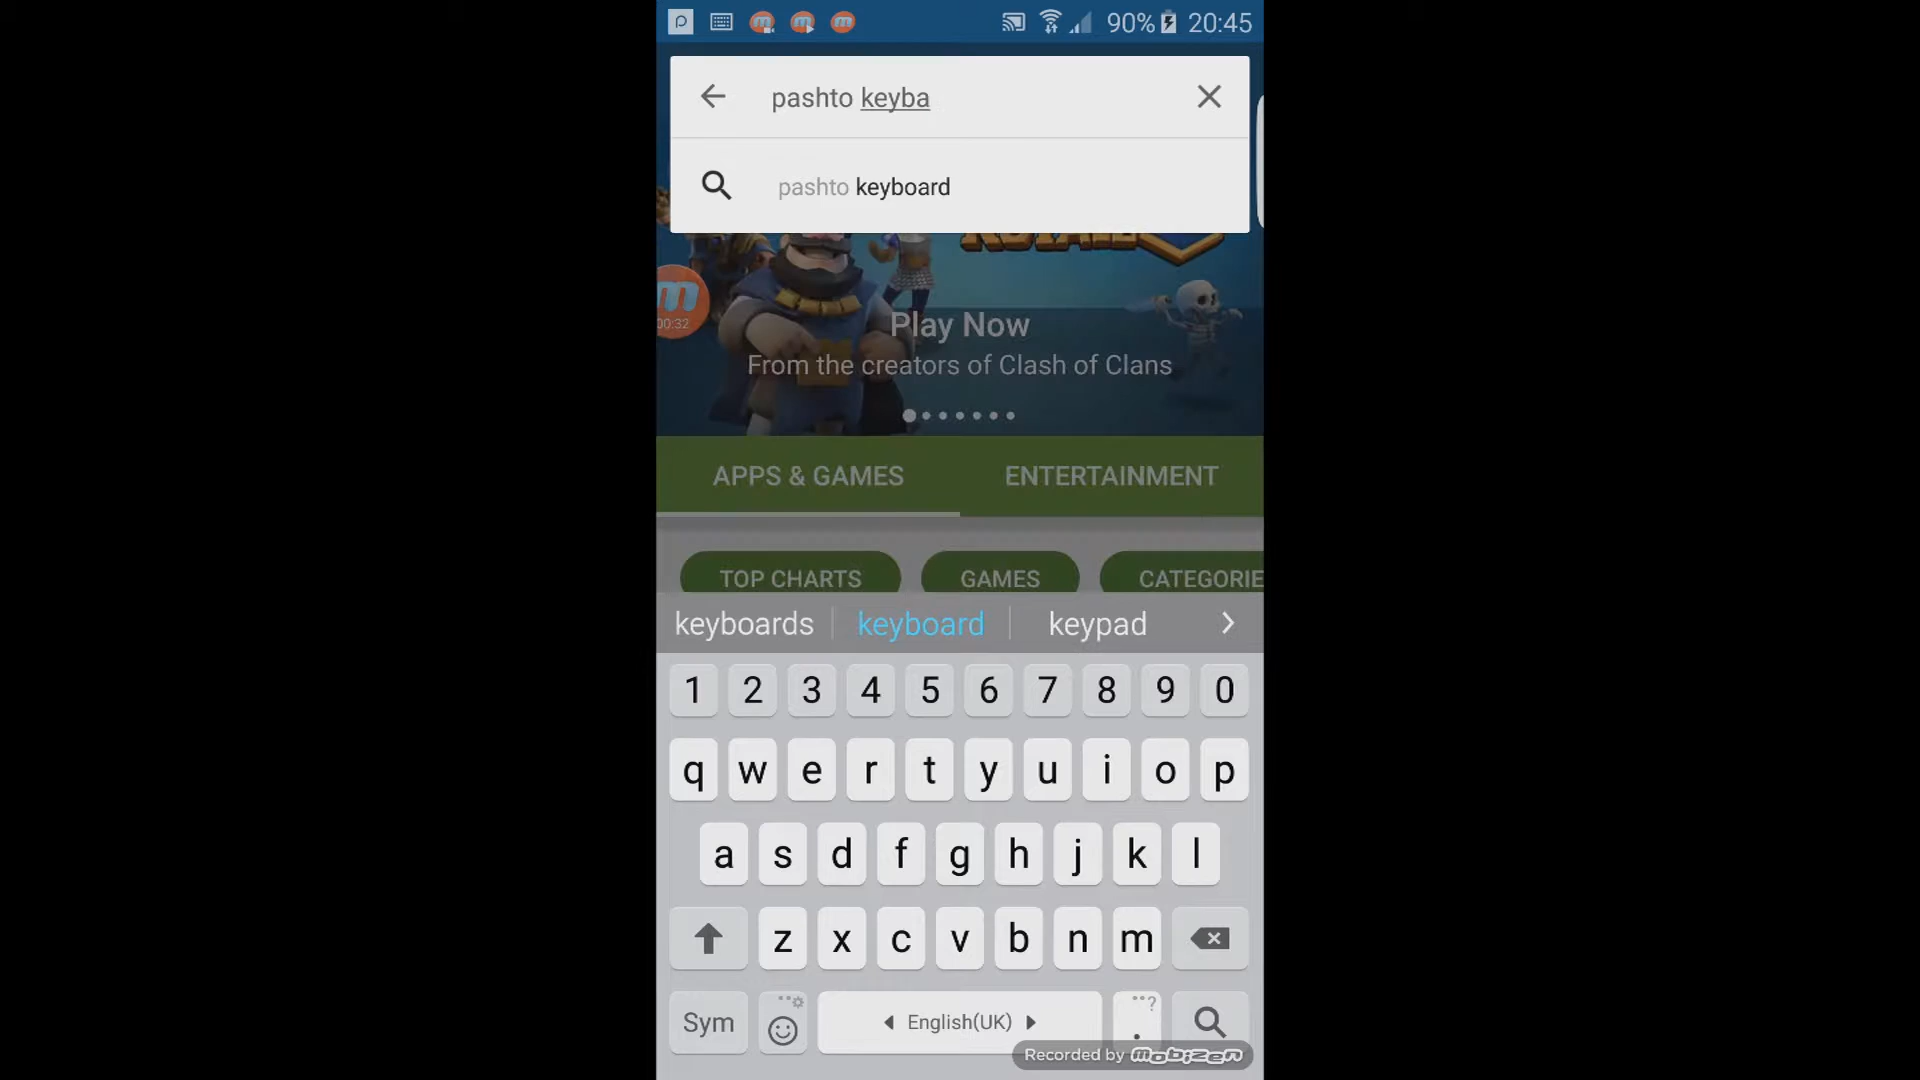 90% 20:45
pashto keyba
pashto keyboard
00:32
Play Now
From the creators of Clash of Clans
APPS & GAMES ENTERTAINMENT
TOP CHARTS GAMES CATEGORIE
keyboards keyboard keypad
1 2 3 4 5 6 7 8 9 0
q w e r t y u i o p
a s d f g h j k l
z x c v b n m
Sym English(UK) . ?
Recorded by mobizen